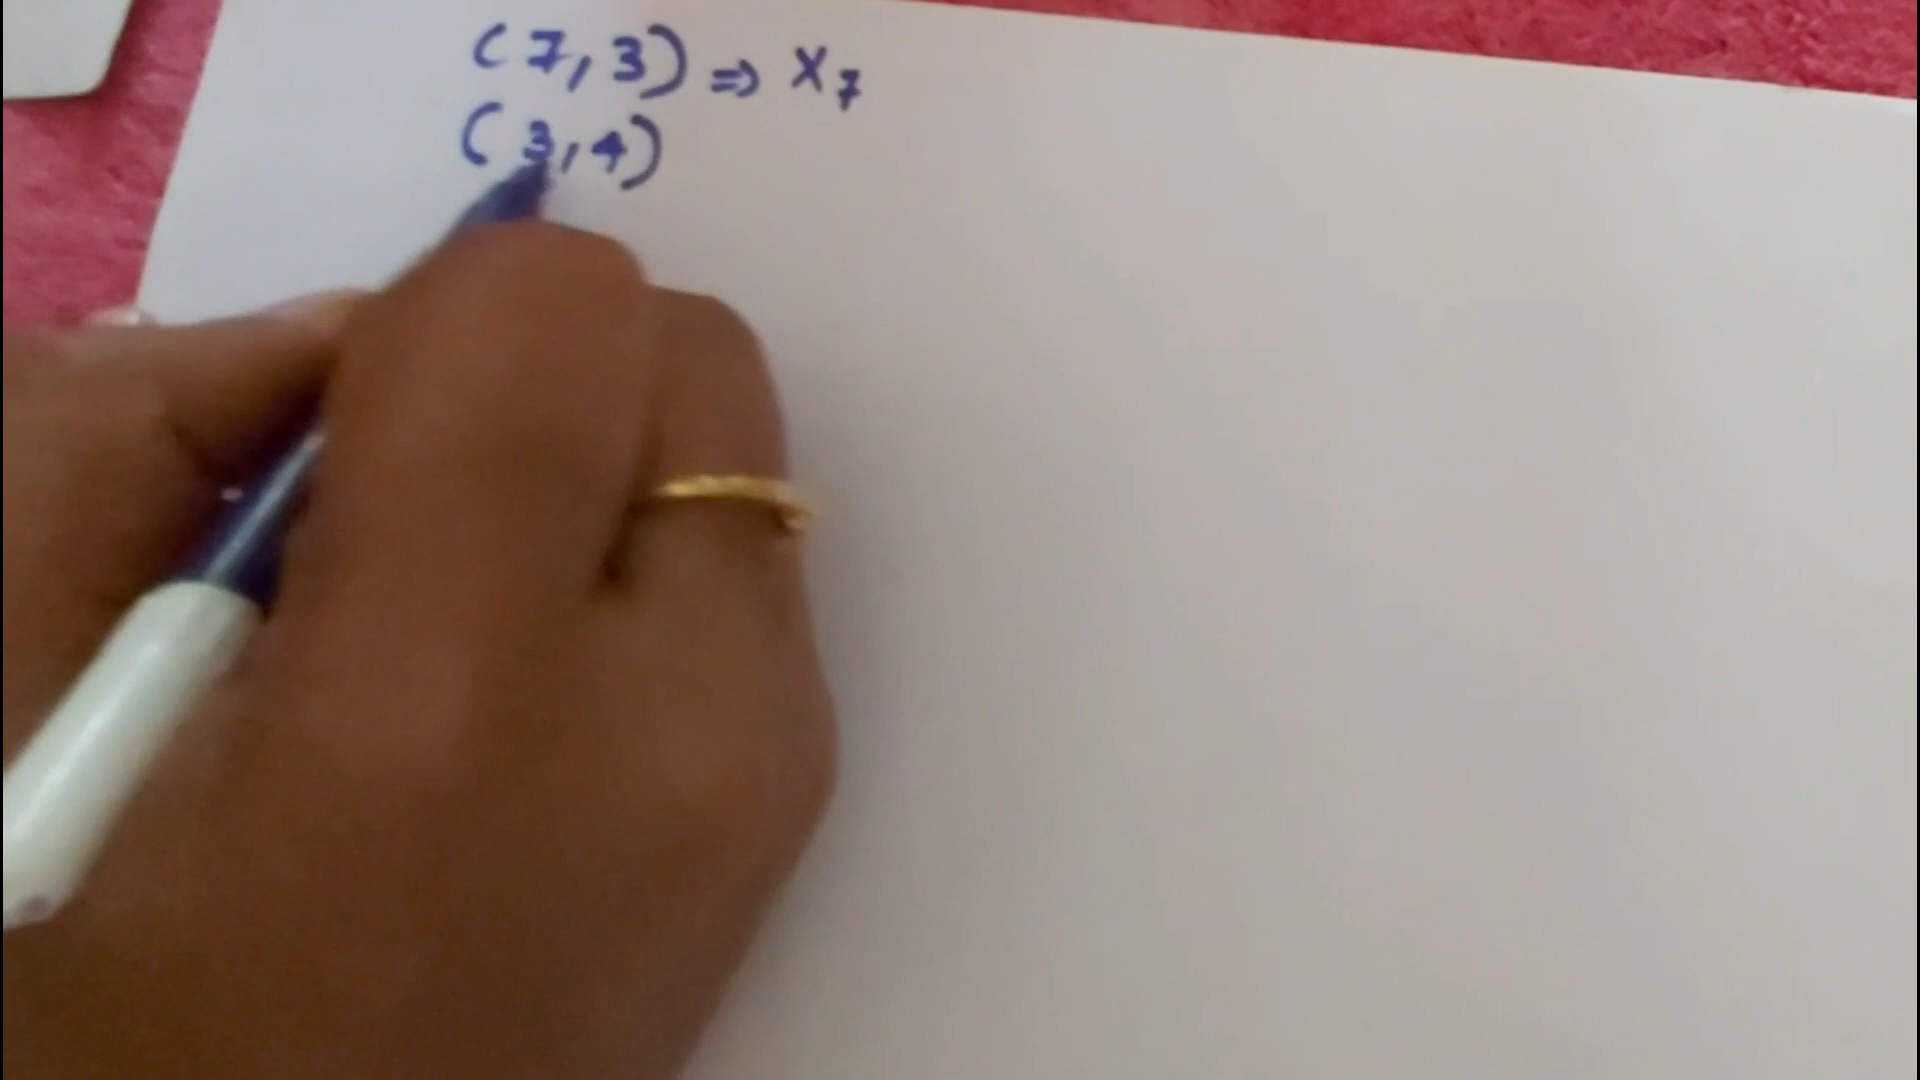 (7,3) ⇒ x₇
(3,4)